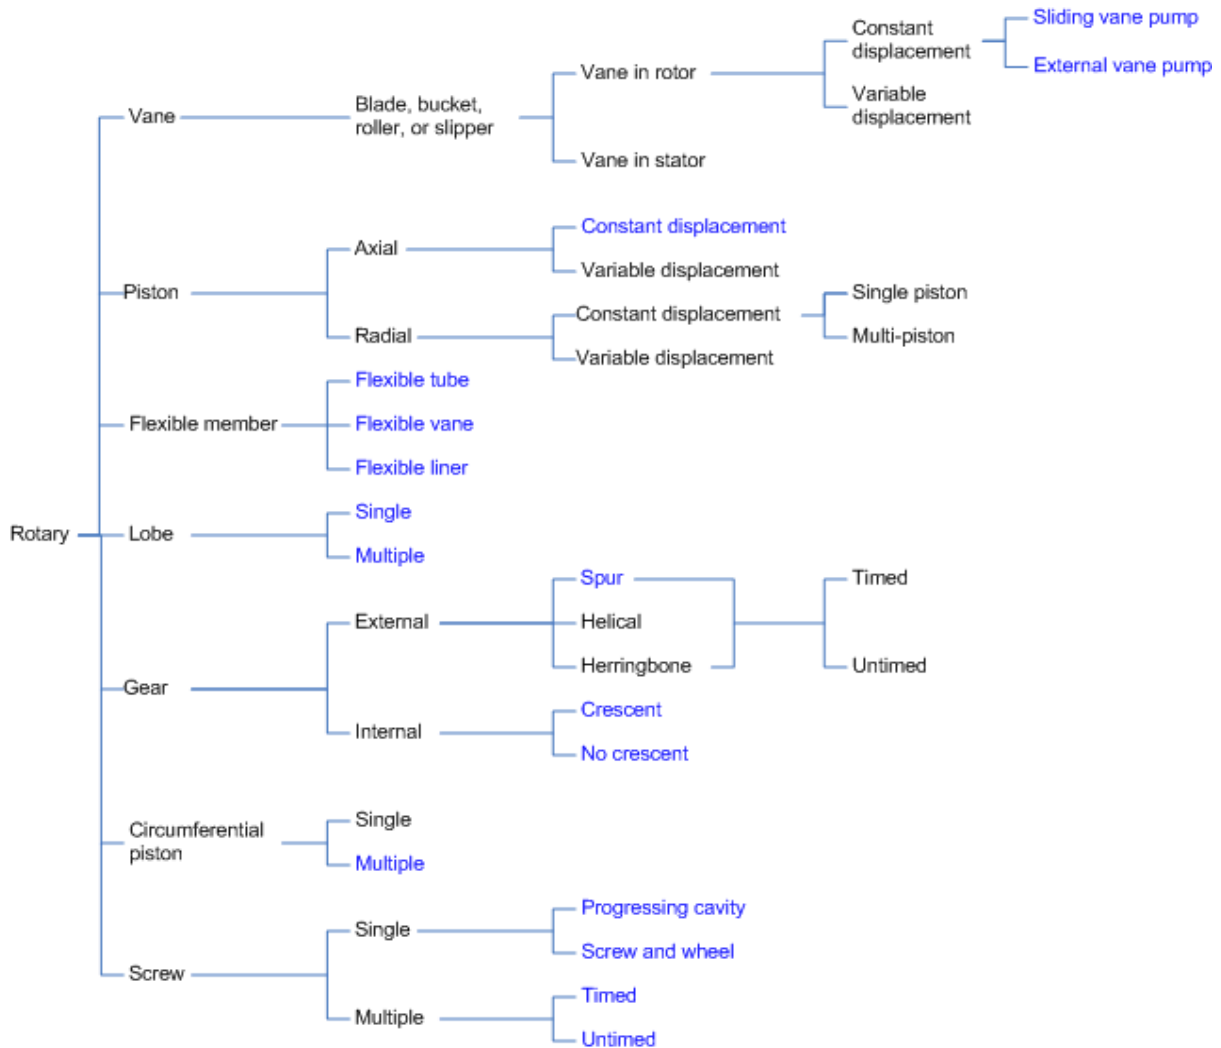 Sliding vane pump
Constant
displacement
External vane pump
Vane in rotor
Variable
displacement
Vane
Blade, bucket,
roller, or slipper
Vane in stator
Constant displacement
Axial
Variable displacement
Piston
Single piston
Constant displacement
Radial
Multi-piston
Variable displacement
Flexible tube
Flexible member
Flexible vane
Flexible liner
Single
Rotary
Lobe
Multiple
Spur
Timed
External
Helical
Herringbone
Untimed
Gear
Crescent
Internal
No crescent
Single
Circumferential
piston
Multiple
Progressing cavity
Single
Screw and wheel
Screw
Timed
Multiple
Untimed